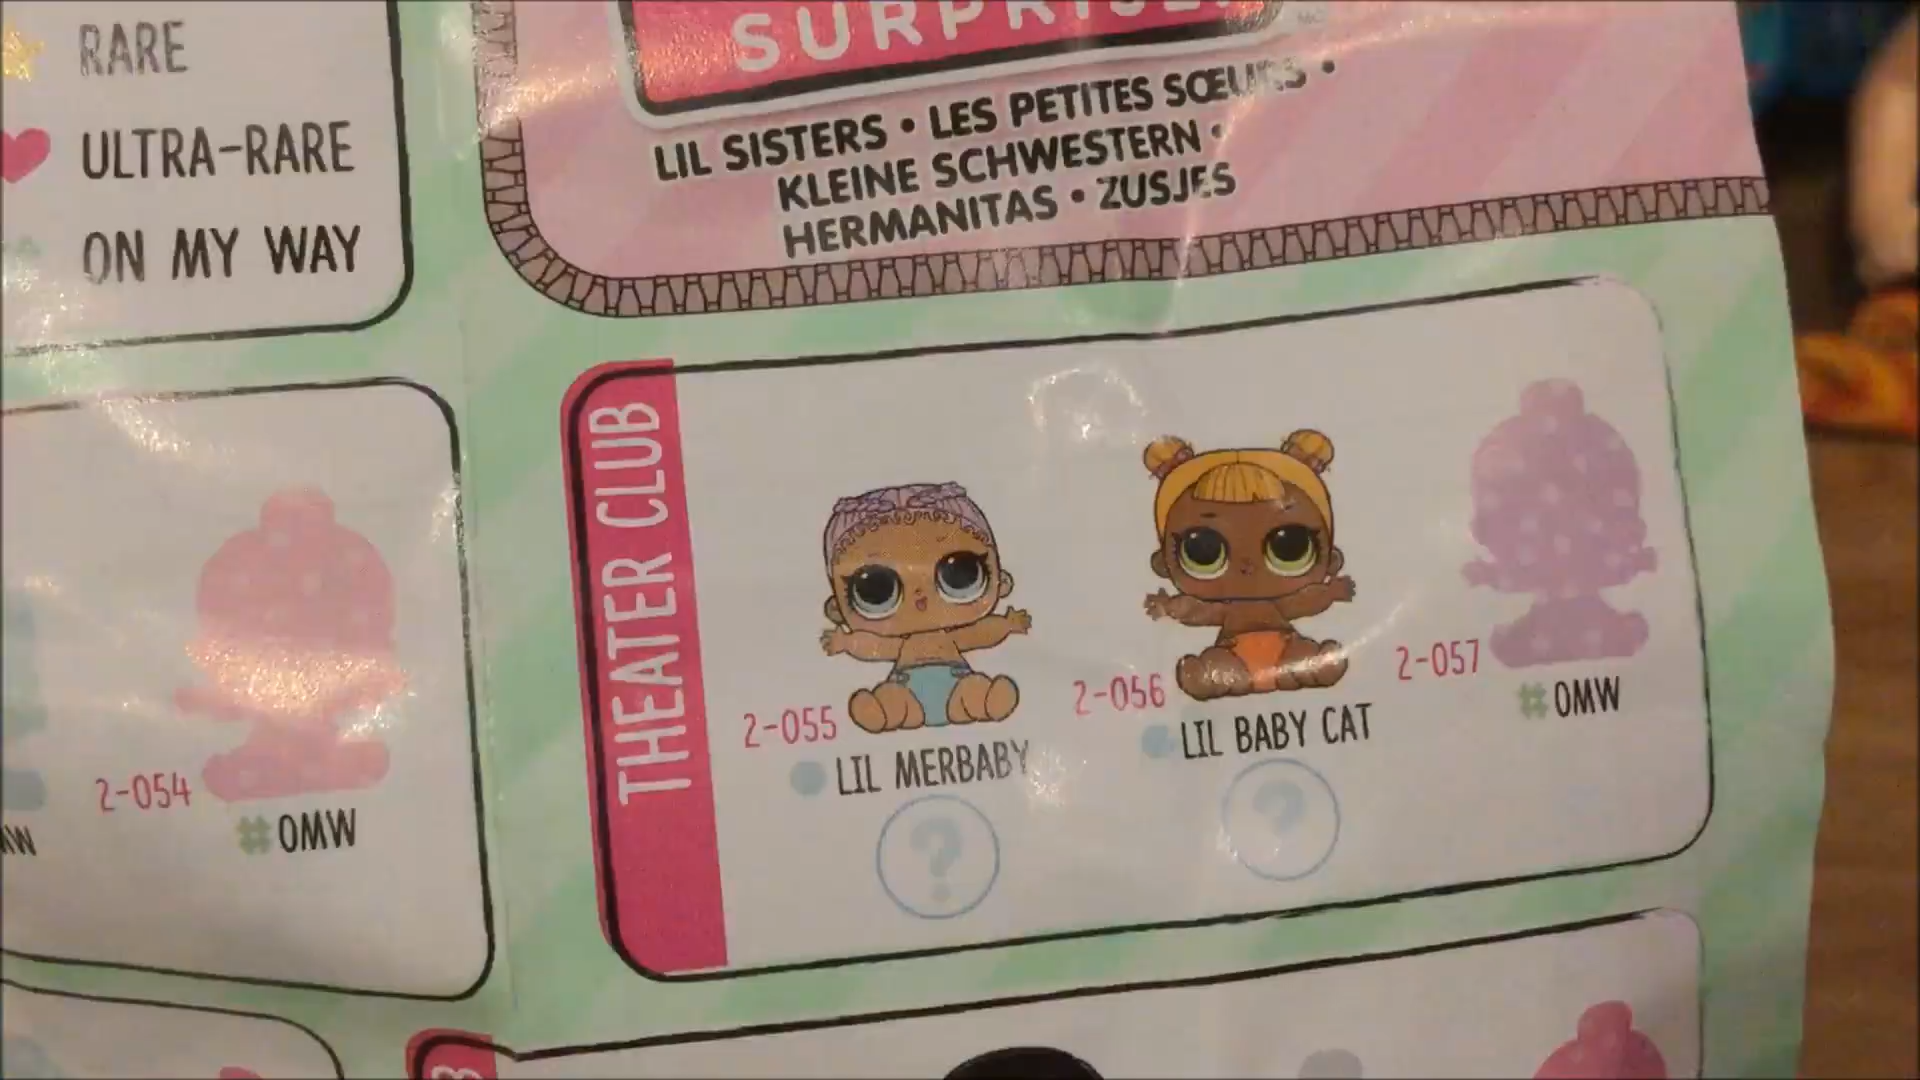 RARE
ULTRA-RARE
ON MY WAY
SURPRISE
LIL SISTERS • LES PETITES SŒURS •
KLEINE SCHWESTERN •
HERMANITAS • ZUSJES
2-054
#OMW
THEATER CLUB
2-055
LIL MERBABY
?
2-056
LIL BABY CAT
?
2-057
#OMW